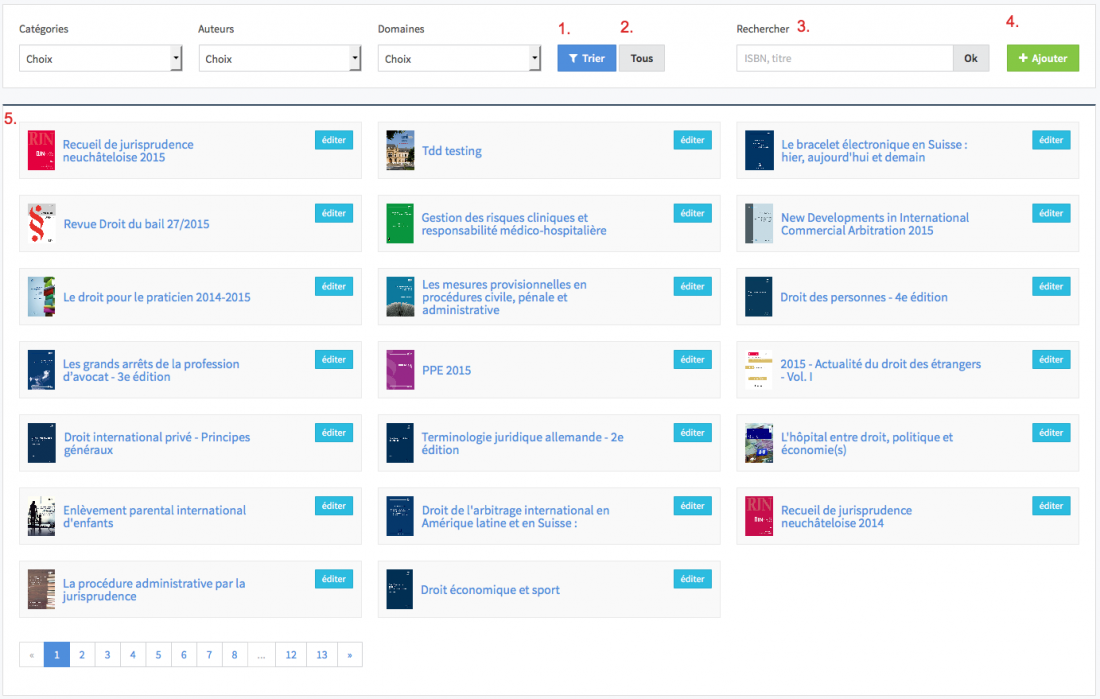 Catégories
Auteurs
Domaines
1.
2.
Rechercher
3.
4.
Choix
Choix
Choix
Trier
Tous
ISBN, titre
Ok
Ajouter
5.
RJN
RJN
Recueil de jurisprudence
neuchâteloise 2015
éditer
Tdd testing
éditer
Le bracelet électronique en Suisse :
hier, aujourd'hui et demain
éditer
Revue Droit du bail 27/2015
éditer
Gestion des risques cliniques et
responsabilité médico-hospitalière
éditer
New Developments in International
Commercial Arbitration 2015
éditer
Le droit pour le praticien 2014-2015
éditer
Les mesures provisionnelles en
procédures civile, pénale et
administrative
éditer
Droit des personnes - 4e édition
éditer
Les grands arrêts de la profession
d'avocat - 3e édition
éditer
PPE 2015
éditer
2015 - Actualité du droit des étrangers
- Vol. I
éditer
Droit international privé - Principes
généraux
éditer
Terminologie juridique allemande - 2e
édition
éditer
L'hôpital entre droit, politique et
économie(s)
éditer
Enlèvement parental international
d'enfants
éditer
Droit de l'arbitrage international en
Amérique latine et en Suisse :
éditer
RJN
RJN
Recueil de jurisprudence
neuchâteloise 2014
éditer
La procédure administrative par la
jurisprudence
éditer
Droit économique et sport
éditer
« 1 2 3 4 5 6 7 8 ... 12 13 »